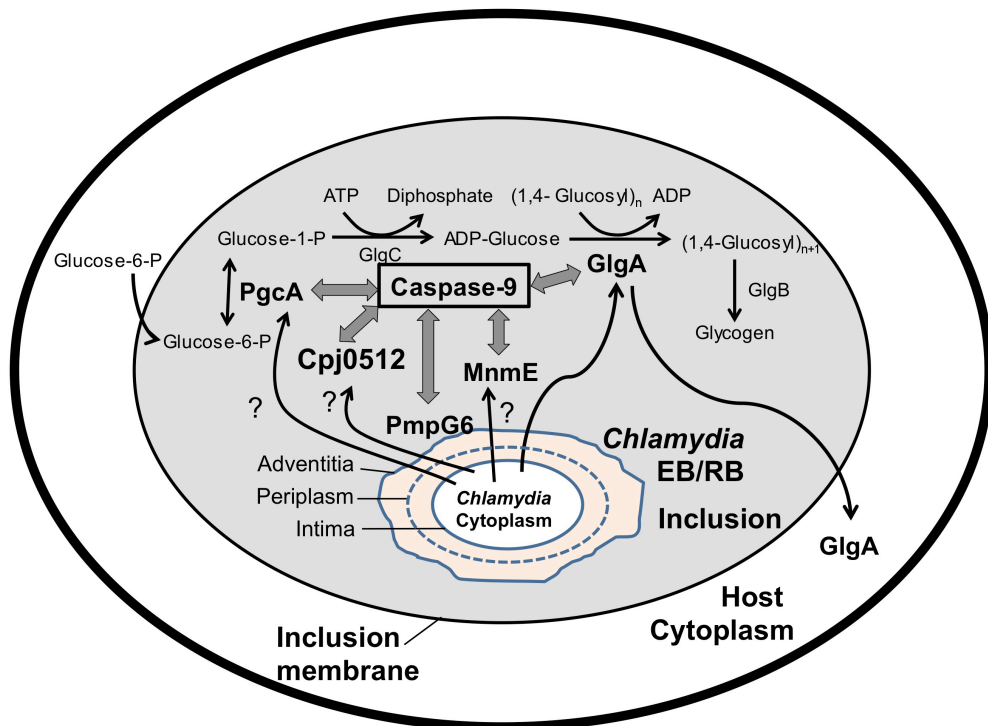 ATP
Diphosphate
(1,4- Glucosyl)n
ADP
Glucose-1-P
ADP-Glucose
(1,4-Glucosyl)n+1
GlgC
Glucose-6-P
GlgA
PgcA
Caspase-9
GlgB
Glucose-6-P
Glycogen
Cpj0512
MnmE
?
?
?
PmpG6
Chlamydia
EB/RB
Adventitia
Periplasm
Intima
Chlamydia
Cytoplasm
Inclusion
GlgA
Host
Cytoplasm
Inclusion
membrane